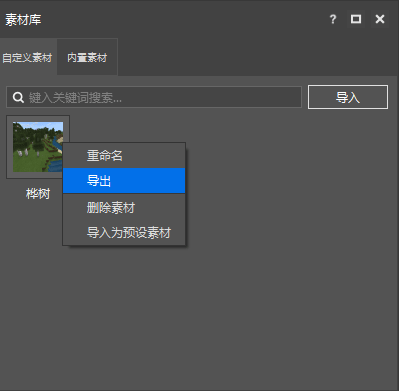 素材库
?
自定义素材 内置素材
键入关键词搜索...
导入
重命名
导出
删除素材
导入为预设素材
桦树